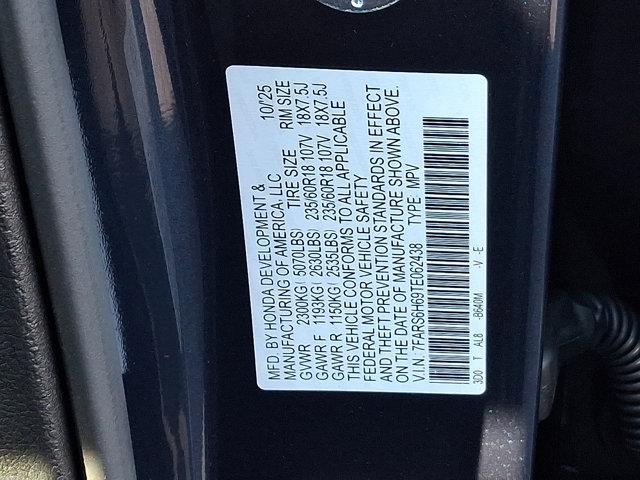 MFD. BY HONDA DEVELOPMENT & 10/'25
MANUFACTURING OF AMERICA, LLC
TIRE SIZE RIM SIZE
GVWR 2300KG( 5070LBS)
GAWR F 1193KG( 2630LBS) 235/60R18 107V 18X7.5J
GAWR R 1150KG( 2535LBS) 235/60R18 107V 18X7.5J
THIS VEHICLE CONFORMS TO ALL APPLICABLE
FEDERAL MOTOR VEHICLE SAFETY
AND THEFT PREVENTION STANDARDS IN EFFECT
ON THE DATE OF MANUFACTURE SHOWN ABOVE.
V.I.N. 7FARS6H69TE062438 TYPE MPV
3D0 T AL8 -B640M -V -E